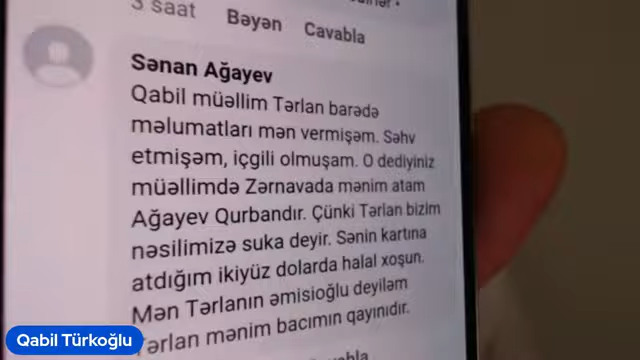 3 saat Bəyən Cavabla
Sənan Ağayev
Qabil müəllim Tərlan barədə
məlumatları mən vermişəm. Səhv
etmişəm, içgili olmuşam. O dediyiniz
müəllimdə Zərnavada mənim atam
Ağayev Qurbandır. Çünki Tərlan bizim
nəsilimizə suka deyir. Sənin kartına
atdığım ikiyüz dolarda halal xoşun.
Mən Tərlanın əmisioğlu deyiləm
Tərlan mənim bacımın qayınıdır.
Qabil Türkoğlu